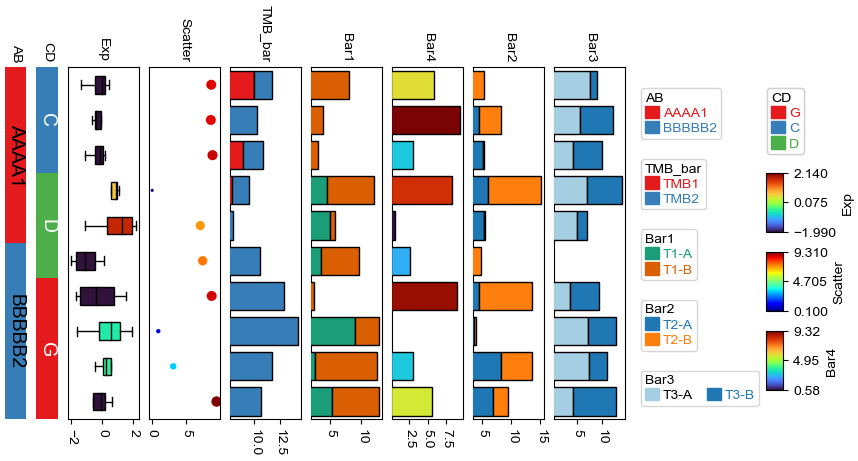 AB
CD
Exp
Scatter
TMB_bar
Bar1
Bar4
Bar2
Bar3
AAAA1
BBBBB2
C
D
G
−2 0 2
0 5
10.0 12.5
5 10
2.5 5.0 7.5
5 10 15
5 10
AB
AAAA1
BBBBB2
TMB_bar
TMB1
TMB2
Bar1
T1-A
T1-B
Bar2
T2-A
T2-B
Bar3
T3-A T3-B
CD
G
C
D
2.140
0.075
−1.990
Exp
9.310
4.705
0.100
Scatter
9.32
4.95
0.58
Bar4